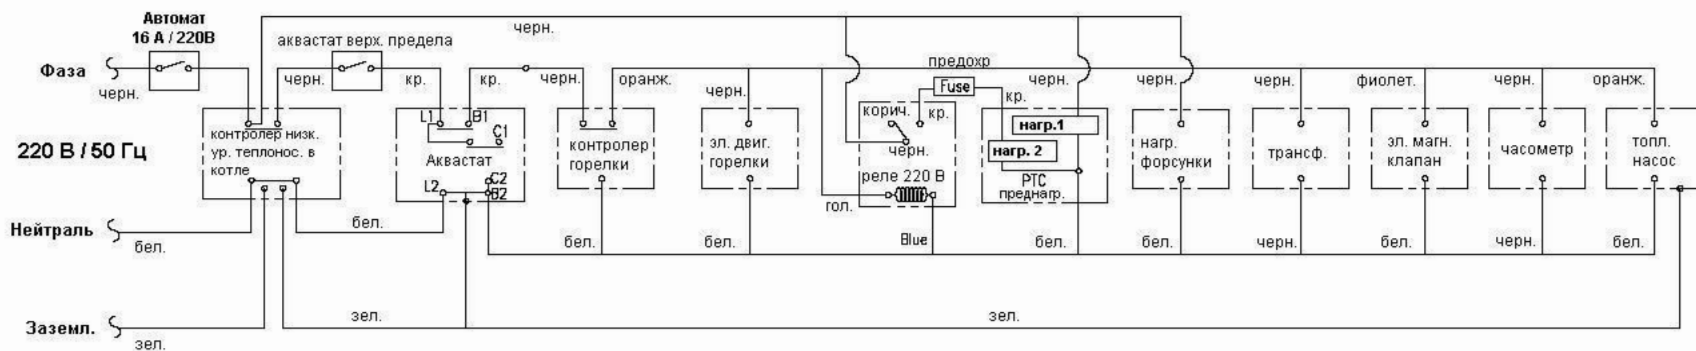 Автомат
16 А / 220В
аквастат верх. предела
черн.
Фаза
черн.
черн.
кр.
кр.
черн.
оранж.
черн.
предохр
Fuse
кр.
черн.
черн.
черн.
фиолет.
черн.
оранж.
220 В / 50 Гц
контролер низк.
ур. теплонос. в
котле
L1
B1
C1
Аквастат
L2
C2
B2
контролер
горелки
эл. двиг.
горелки
корич.
кр.
черн.
реле 220 В
нагр.1
нагр. 2
РТС
преднагр.
нагр.
форсунки
трансф.
эл. магн.
клапан
часометр
топл.
насос
гол.
Blue
Нейтраль
бел.
бел.
бел.
бел.
бел.
бел.
черн.
бел.
черн.
бел.
Заземл.
зел.
зел.
зел.